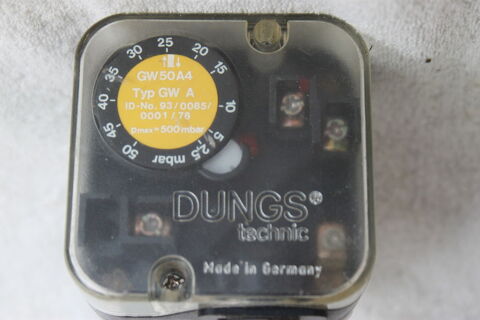 50 45 40 35 30 25 20 15 10 5 2,5 mbar
GW50A4
Typ GW A
ID-No. 93/0085/
0001/76
pmax=500mbar
DUNGS®
technic
Made in Germany